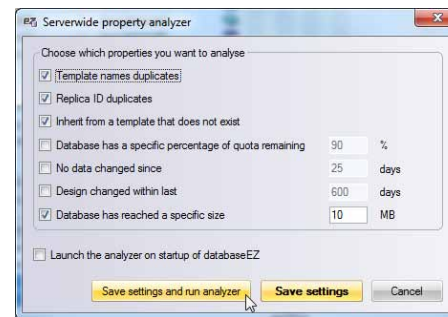 eZ Serverwide property analyzer
Choose which properties you want to analyse
Template names duplicates
Replica ID duplicates
Inherit from a template that does not exist
Database has a specific percentage of quota remaining 90 %
No data changed since 25 days
Design changed within last 600 days
Database has reached a specific size 10 MB
Launch the analyzer on startup of databaseEZ
Save settings and run analyzer Save settings Cancel